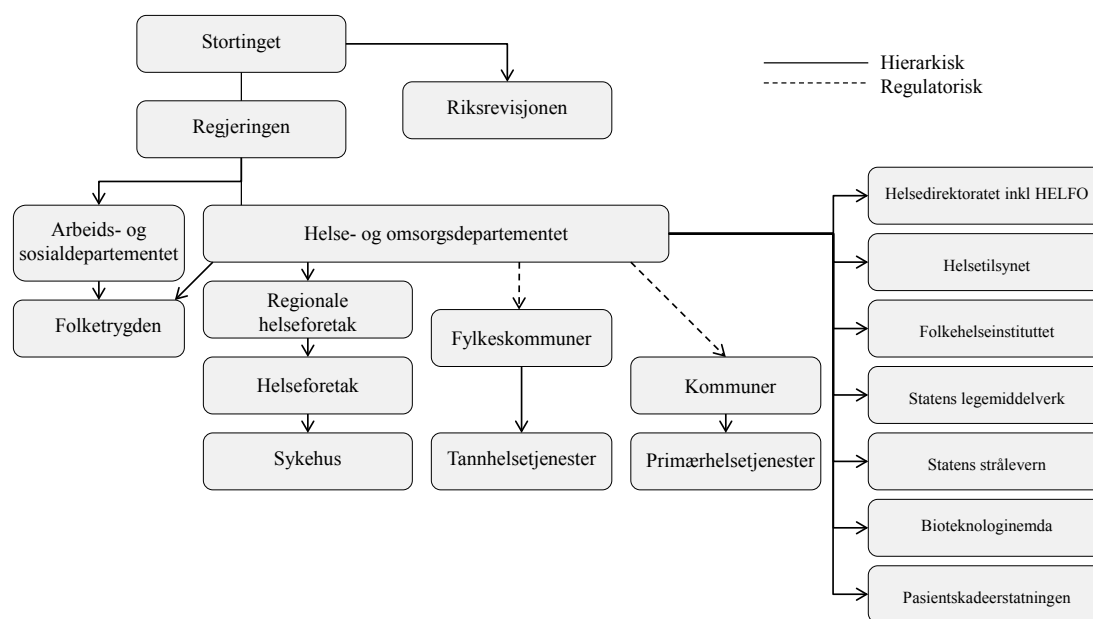 Stortinget
Hierarkisk
Regulatorisk
Riksrevisjonen
Regjeringen
Helsedirektoratet inkl HELFO
Arbeids- og
sosialdepartementet
Helse- og omsorgsdepartementet
Helsetilsynet
Folketrygden
Regionale
helseforetak
Fylkeskommuner
Folkehelseinstituttet
Helseforetak
Kommuner
Statens legemiddelverk
Sykehus
Tannhelsetjenester
Primærhelsetjenester
Statens strålevern
Bioteknologinemda
Pasientskadeerstatningen